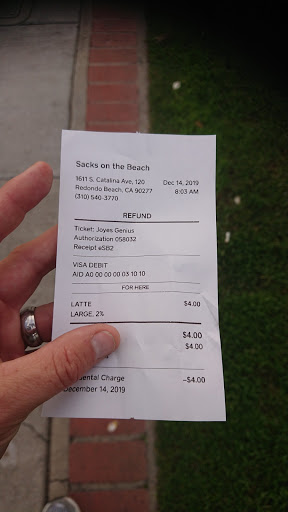 Sacks on the Beach
1611 S. Catalina Ave, 120 Dec 14, 2019
Redondo Beach, CA 90277 8:03 AM
(310) 540-3770
REFUND
Ticket: Joyes Genius
Authorization 058032
Receipt eSB2
VISA DEBIT
AID A0 00 00 00 03 10 10
FOR HERE
LATTE $4.00
LARGE, 2%
$4.00
$4.00
Charge -$4.00
December 14, 2019